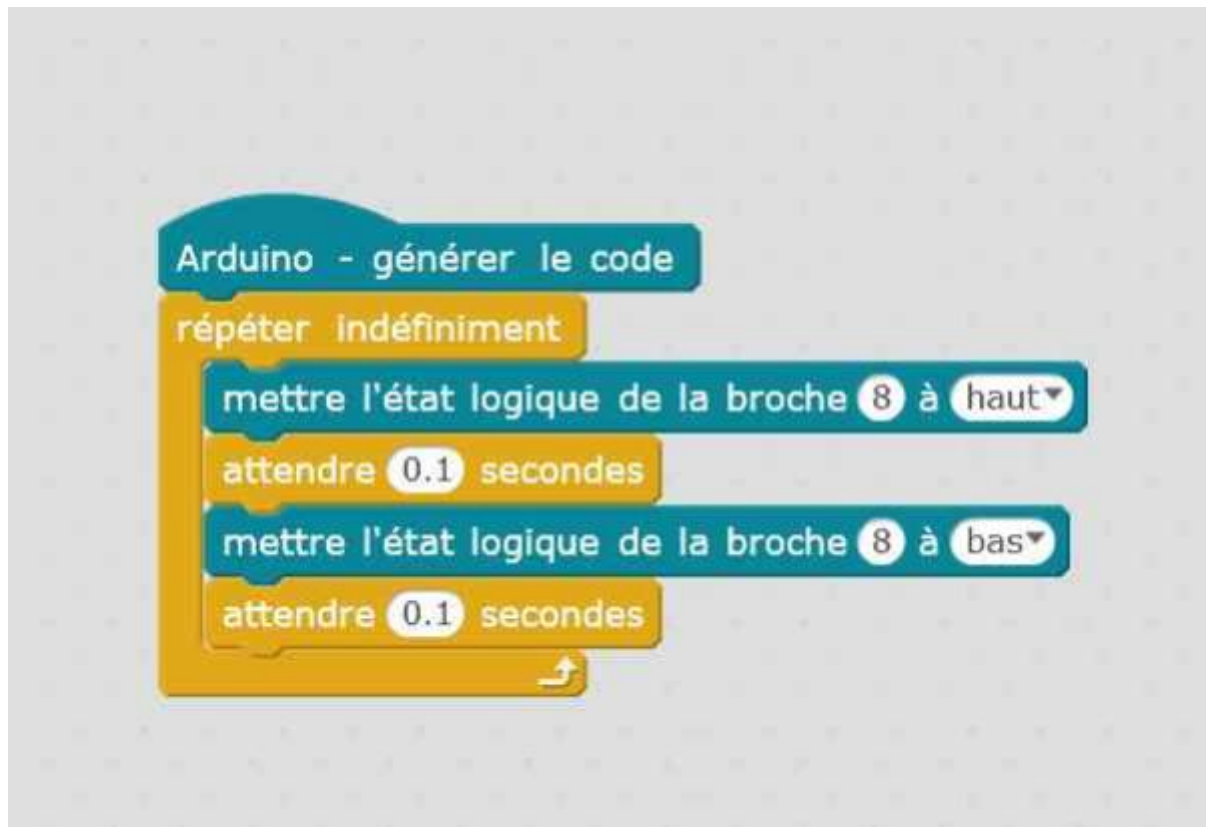 Arduino - générer le code
répéter indéfiniment
mettre l'état logique de la broche 8 à haut
attendre 0.1 secondes
mettre l'état logique de la broche 8 à bas
attendre 0.1 secondes